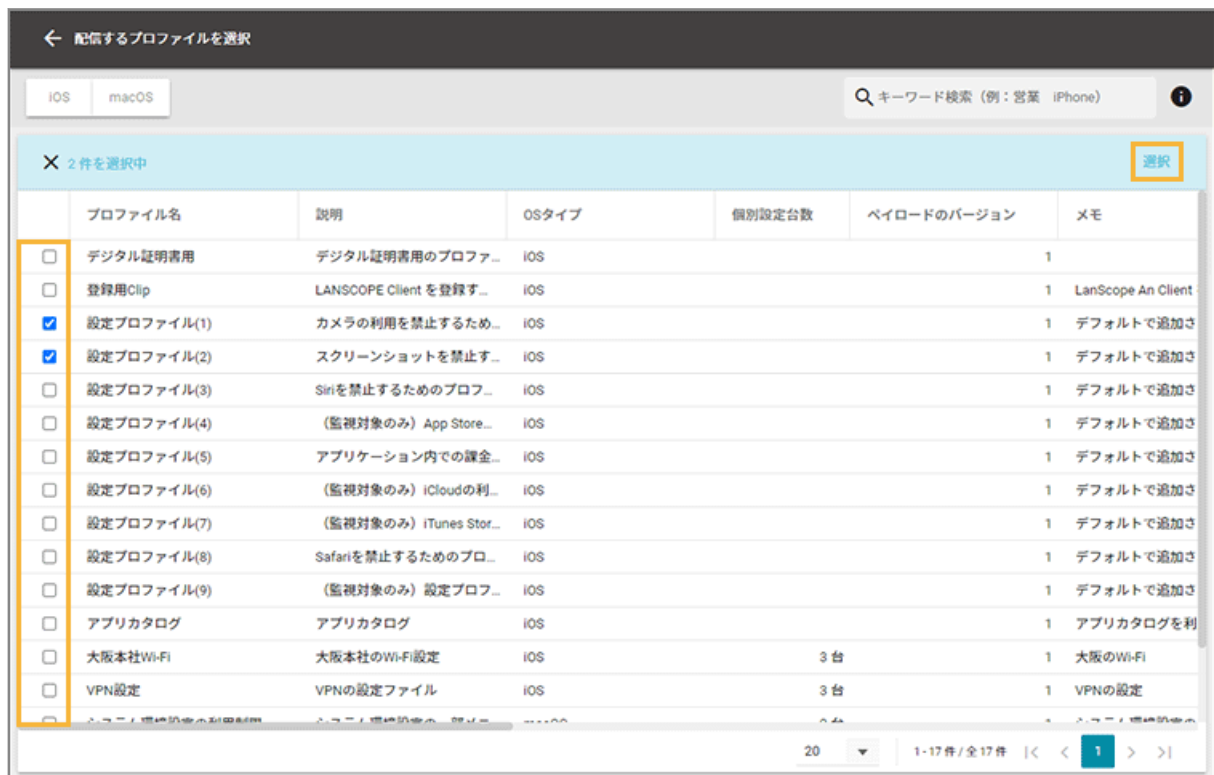 配信するプロファイルを選択
iOS macOS キーワード検索（例：営業　iPhone）
2 件を選択中 選択
プロファイル名 説明 OSタイプ 個別設定台数 ペイロードのバージョン メモ
デジタル証明書用 デジタル証明書用のプロファ... iOS 1
登録用Clip LANSCOPE Client を登録す... iOS 1 LanScope An Client
設定プロファイル(1) カメラの利用を禁止するため... iOS 1 デフォルトで追加さ
設定プロファイル(2) スクリーンショットを禁止す... iOS 1 デフォルトで追加さ
設定プロファイル(3) Siriを禁止するためのプロフ... iOS 1 デフォルトで追加さ
設定プロファイル(4) （監視対象のみ）App Store... iOS 1 デフォルトで追加さ
設定プロファイル(5) アプリケーション内での課金... iOS 1 デフォルトで追加さ
設定プロファイル(6) （監視対象のみ）iCloudの利... iOS 1 デフォルトで追加さ
設定プロファイル(7) （監視対象のみ）iTunes Stor... iOS 1 デフォルトで追加さ
設定プロファイル(8) Safariを禁止するためのプロ... iOS 1 デフォルトで追加さ
設定プロファイル(9) （監視対象のみ）設定プロフ... iOS 1 デフォルトで追加さ
アプリカタログ アプリカタログ iOS 1 アプリカタログを利
大阪本社Wi-Fi 大阪本社のWi-Fi設定 iOS 3 台 1 大阪のWi-Fi
VPN設定 VPNの設定ファイル iOS 3 台 1 VPNの設定
20 1 - 17 件 / 全 17 件 1